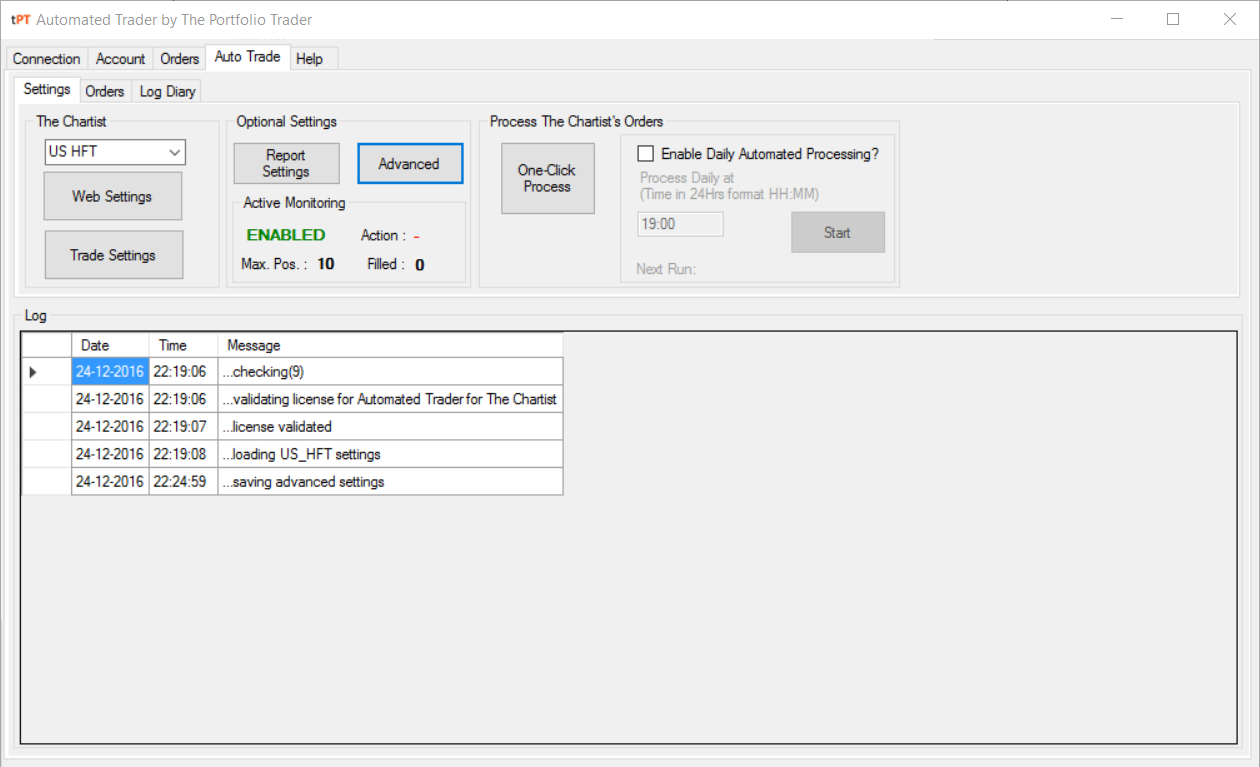 tPT Automated Trader by The Portfolio Trader
Connection Account Orders Auto Trade Help
Settings Orders Log Diary
The Chartist
US HFT
Web Settings
Trade Settings
Optional Settings
Report
Settings
Advanced
Active Monitoring
ENABLED Action : -
Max. Pos. : 10 Filled : 0
Process The Chartist's Orders
One-Click
Process
Enable Daily Automated Processing?
Process Daily at
(Time in 24Hrs format HH:MM)
19:00
Start
Next Run:
Log
Date Time Message
24-12-2016 22:19:06 ...checking(9)
24-12-2016 22:19:06 ...validating license for Automated Trader for The Chartist
24-12-2016 22:19:07 ...license validated
24-12-2016 22:19:08 ...loading US_HFT settings
24-12-2016 22:24:59 ...saving advanced settings